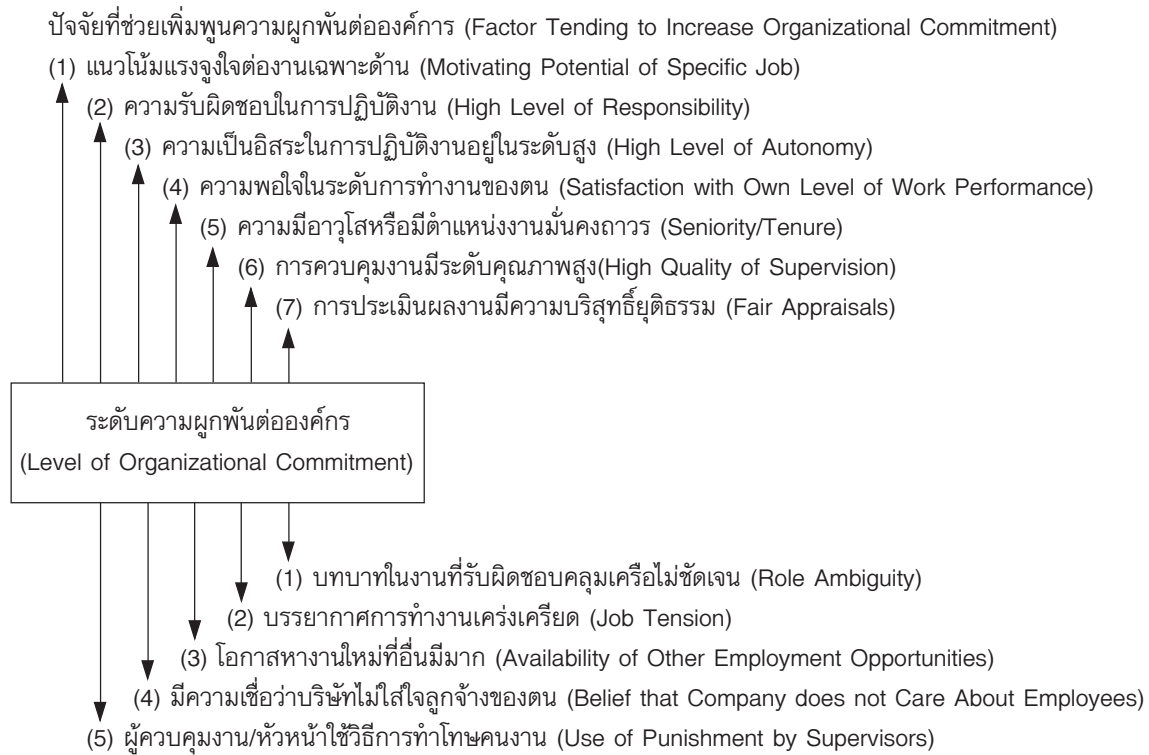 ปัจจัยที่ช่วยเพิ่มพูนความผูกพันต่อองค์การ (Factor Tending to Increase Organizational Commitment)
(1) แนวโน้มแรงจูงใจต่องานเฉพาะด้าน (Motivating Potential of Specific Job)
(2) ความรับผิดชอบในการปฏิบัติงาน (High Level of Responsibility)
(3) ความเป็นอิสระในการปฏิบัติงานอยู่ในระดับสูง (High Level of Autonomy)
(4) ความพอใจในระดับการทำงานของตน (Satisfaction with Own Level of Work Performance)
(5) ความมีอาวุโสหรือมีตำแหน่งงานมั่นคงถาวร (Seniority/Tenure)
(6) การควบคุมงานมีระดับคุณภาพสูง(High Quality of Supervision)
(7) การประเมินผลงานมีความบริสุทธิ์ยุติธรรม (Fair Appraisals)
ระดับความผูกพันต่อองค์กร
(Level of Organizational Commitment)
(1) บทบาทในงานที่รับผิดชอบคลุมเครือไม่ชัดเจน (Role Ambiguity)
(2) บรรยากาศการทำงานเคร่งเครียด (Job Tension)
(3) โอกาสหางานใหม่ที่อื่นมีมาก (Availability of Other Employment Opportunities)
(4) มีความเชื่อว่าบริษัทไม่ใส่ใจลูกจ้างของตน (Belief that Company does not Care About Employees)
(5) ผู้ควบคุมงาน/หัวหน้าใช้วิธีการทำโทษคนงาน (Use of Punishment by Supervisors)